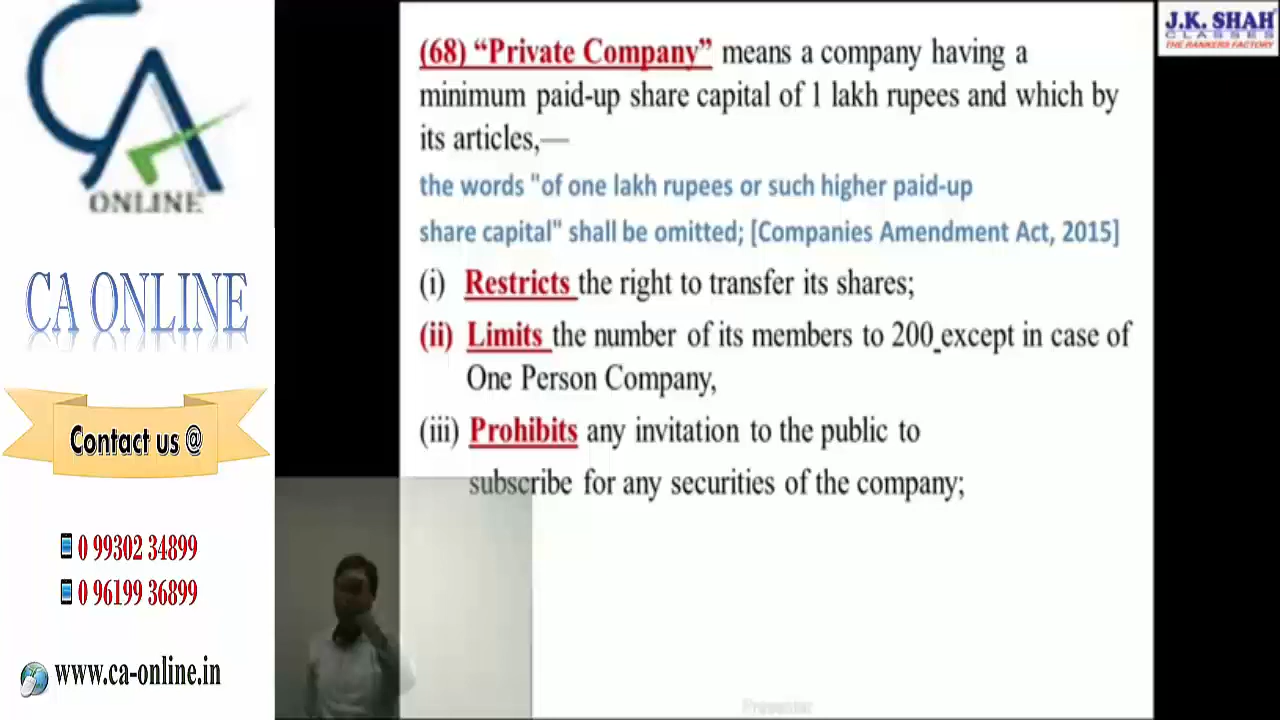 CA
ONLINE
CA ONLINE
Contact us @
0 99302 34899
0 96199 36899
www.ca-online.in
J.K. SHAH
CLASSES
THE RANKERS FACTORY
(68) “Private Company” means a company having a
minimum paid-up share capital of 1 lakh rupees and which by
its articles,—
the words "of one lakh rupees or such higher paid-up
share capital" shall be omitted; [Companies Amendment Act, 2015]
(i) Restricts the right to transfer its shares;
(ii) Limits the number of its members to 200 except in case of
One Person Company,
(iii) Prohibits any invitation to the public to
subscribe for any securities of the company;
Presenter